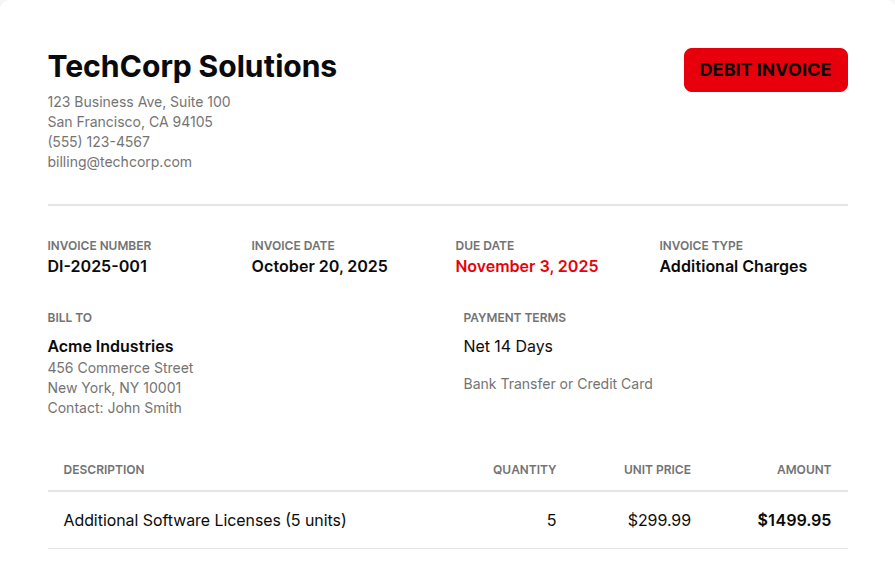 TechCorp Solutions
DEBIT INVOICE
123 Business Ave, Suite 100
San Francisco, CA 94105
(555) 123-4567
billing@techcorp.com
INVOICE NUMBER INVOICE DATE DUE DATE INVOICE TYPE
DI-2025-001 October 20, 2025 November 3, 2025 Additional Charges
BILL TO PAYMENT TERMS
Acme Industries Net 14 Days
456 Commerce Street
New York, NY 10001 Bank Transfer or Credit Card
Contact: John Smith
DESCRIPTION QUANTITY UNIT PRICE AMOUNT
Additional Software Licenses (5 units) 5 $299.99 $1499.95